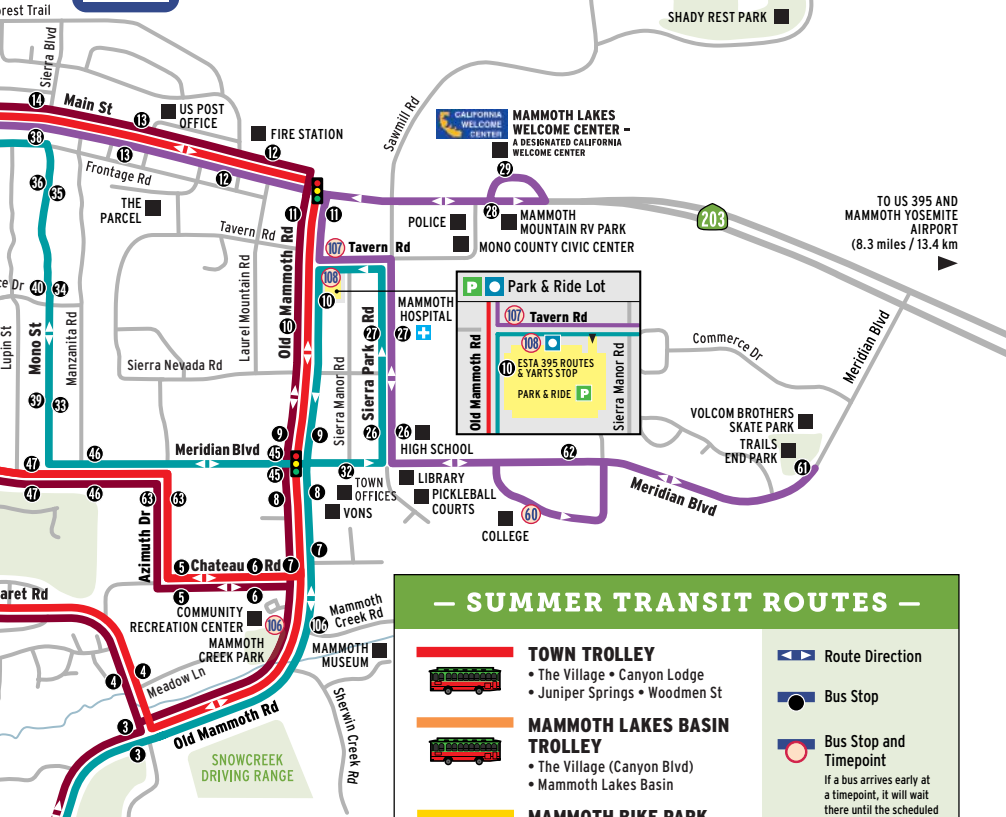 orest Trail
SHADY REST PARK
Sierra Blvd
14
Main St
13
US POST
OFFICE
FIRE STATION
12
38
13
12
Frontage Rd
Sawmill Rd
CALIFORNIA
WELCOME
CENTER
MAMMOTH LAKES
WELCOME CENTER –
A DESIGNATED CALIFORNIA
WELCOME CENTER
29
28
36
35
THE
PARCEL
Tavern Rd
11
11
107
Tavern Rd
POLICE
MAMMOTH
MOUNTAIN RV PARK
MONO COUNTY CIVIC CENTER
203
TO US 395 AND
MAMMOTH YOSEMITE
AIRPORT
(8.3 miles / 13.4 km
ce Dr
40
34
Lupin St
Mono St
Manzanita Rd
Laurel Mountain Rd
Old Mammoth Rd
10
108
10
Sierra Nevada Rd
Sierra Manor Rd
Sierra Park Rd
27
27
26
26
MAMMOTH
HOSPITAL
P
Park & Ride Lot
107
Tavern Rd
108
10
ESTA 395 ROUTES
& YARTS STOP
PARK & RIDE
P
Old Mammoth Rd
Sierra Manor Rd
Commerce Dr
Meridian Blvd
39
33
VOLCOM BROTHERS
SKATE PARK
TRAILS
END PARK
61
9
9
Meridian Blvd
45
45
46
47
47
46
32
HIGH SCHOOL
62
Meridian Blvd
LIBRARY
PICKLEBALL
COURTS
COLLEGE
60
TOWN
OFFICES
VONS
8
8
63
63
Azimuth Dr
7
7
5
Chateau
6
Rd
5
6
aret Rd
COMMUNITY
RECREATION CENTER
106
106
Mammoth
Creek Rd
MAMMOTH
CREEK PARK
MAMMOTH
MUSEUM
4
4
Meadow Ln
3
3
Old Mammoth Rd
Sherwin Creek Rd
SNOWCREEK
DRIVING RANGE
— SUMMER TRANSIT ROUTES —
TOWN TROLLEY
• The Village • Canyon Lodge
• Juniper Springs • Woodmen St
MAMMOTH LAKES BASIN
TROLLEY
• The Village (Canyon Blvd)
• Mammoth Lakes Basin
MAMMOTH BIKE PARK
Route Direction
Bus Stop
Bus Stop and
Timepoint
If a bus arrives early at
a timepoint, it will wait
there until the scheduled